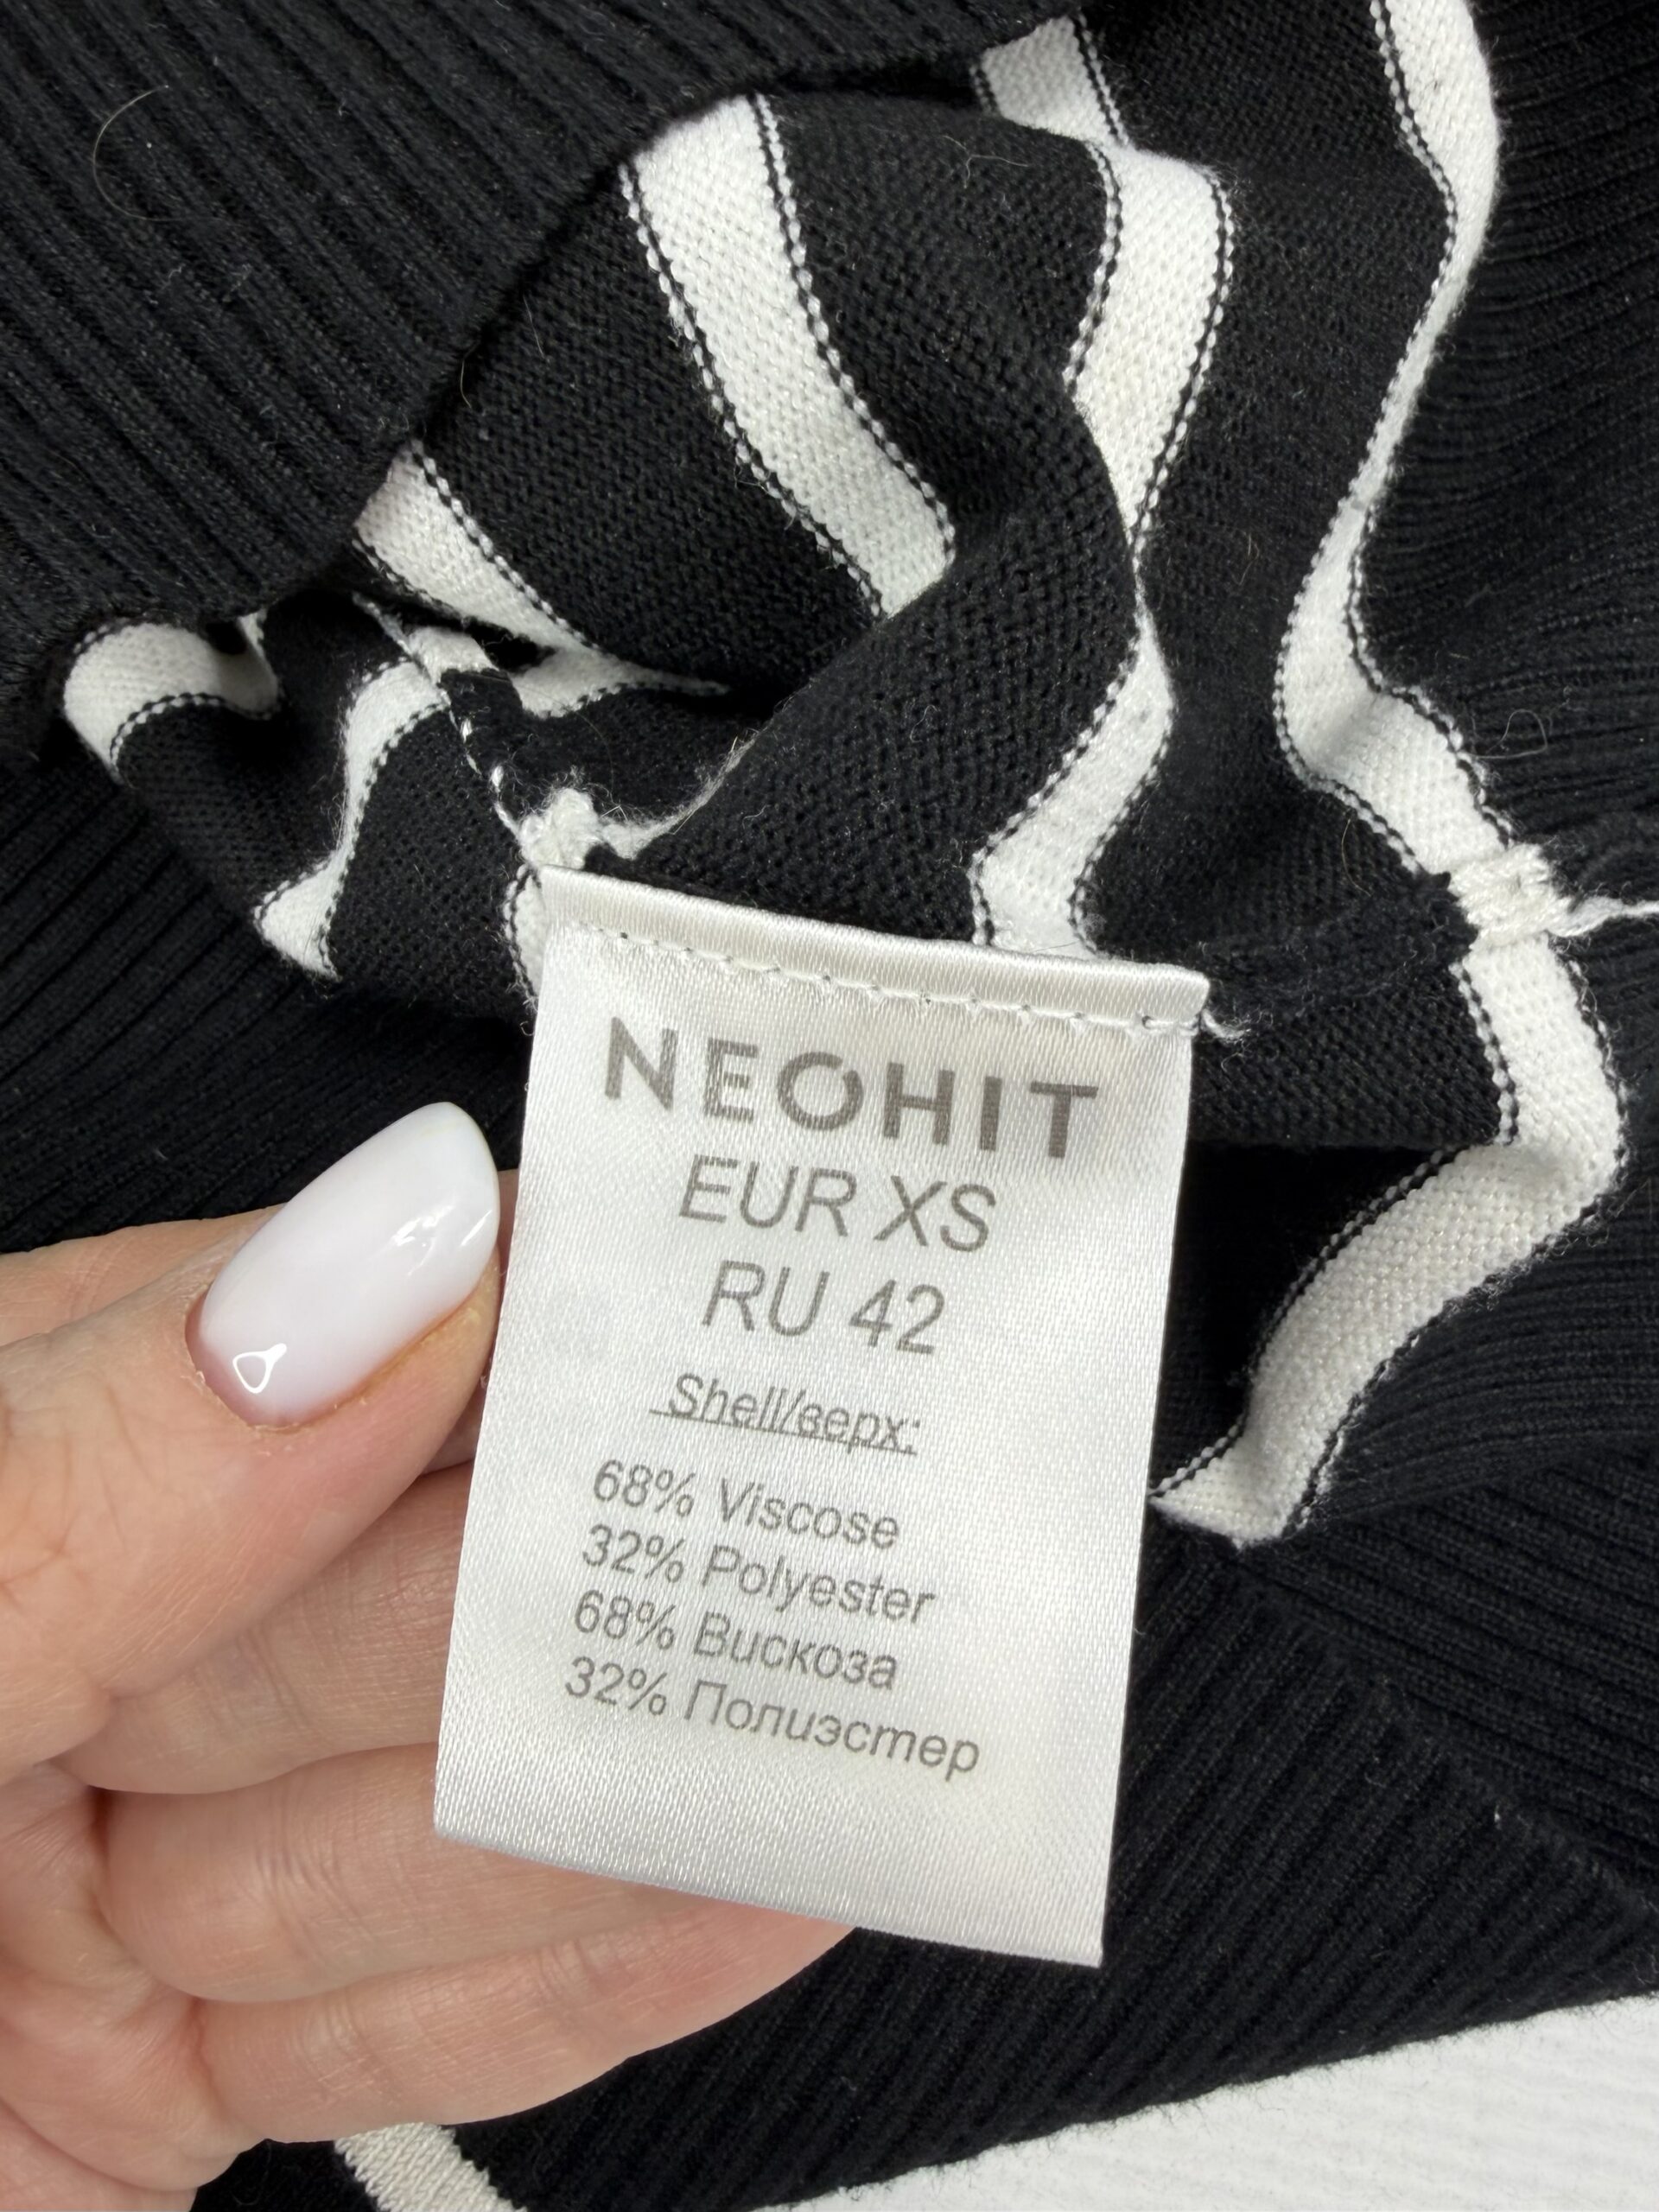 NEOHIT
EUR XS
RU 42
Shell/верх:
68% Viscose
32% Polyester
68% Вискоза
32% Полиэстер